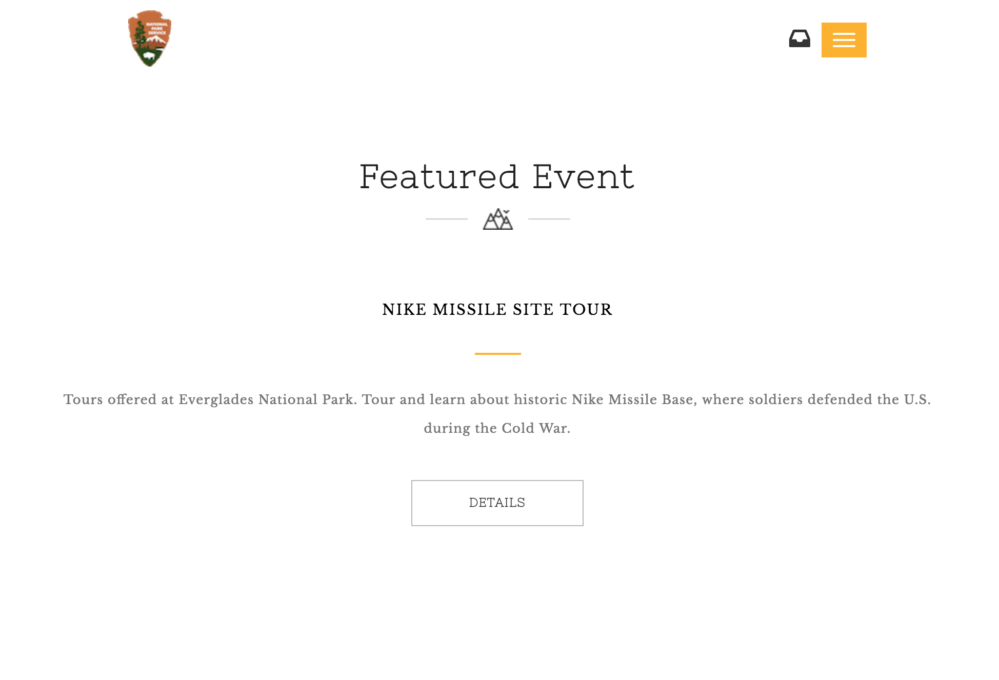 NATIONAL
PARK
SERVICE
Featured Event
NIKE MISSILE SITE TOUR
Tours offered at Everglades National Park. Tour and learn about historic Nike Missile Base, where soldiers defended the U.S.
during the Cold War.
DETAILS